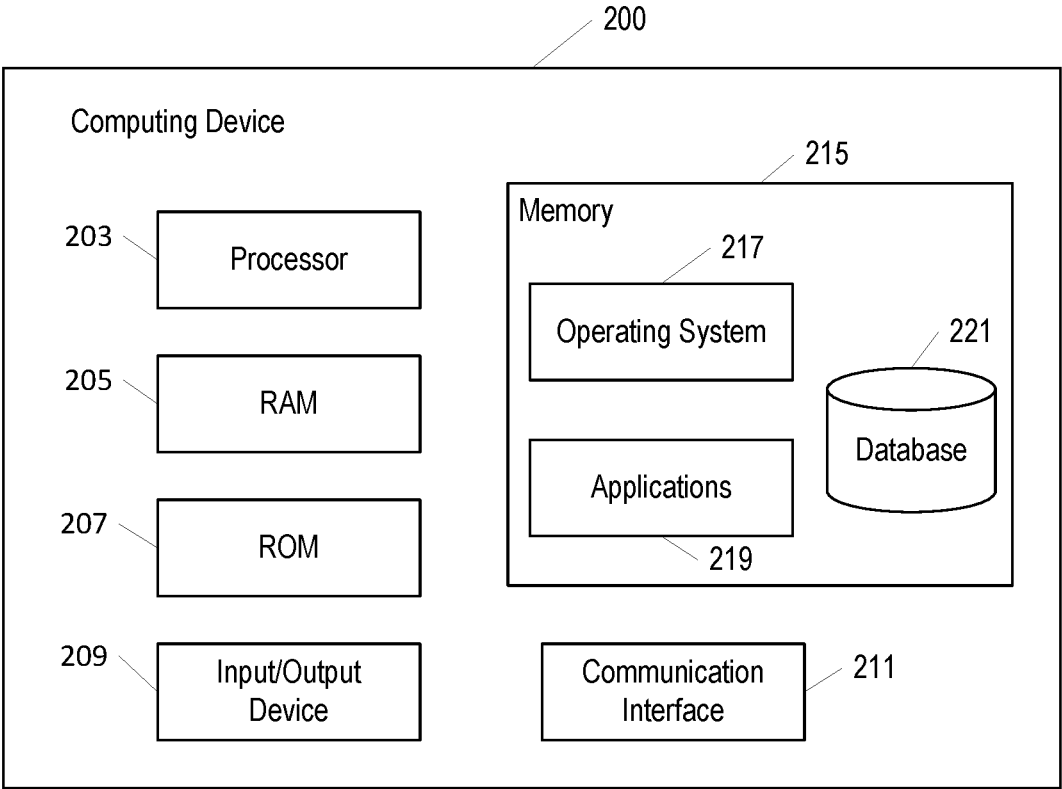 200
Computing Device
215
Memory
203
Processor
217
Operating System
221
205
RAM
Database
Applications
207
ROM
219
209
Input/Output
Device
Communication
Interface
211